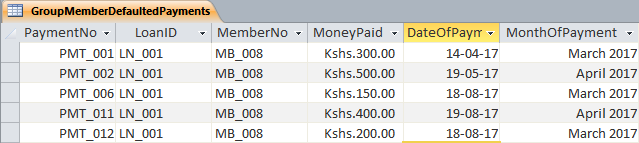 GroupMemberDefaultedPayments
PaymentNo LoanID MemberNo MoneyPaid DateOfPaym MonthOfPayment
PMT_001 LN_001 MB_008 Kshs.300.00 14-04-17 March 2017
PMT_002 LN_001 MB_008 Kshs.500.00 19-05-17 April 2017
PMT_006 LN_001 MB_008 Kshs.150.00 18-08-17 March 2017
PMT_011 LN_001 MB_008 Kshs.400.00 19-08-17 April 2017
PMT_012 LN_001 MB_008 Kshs.200.00 18-08-17 March 2017